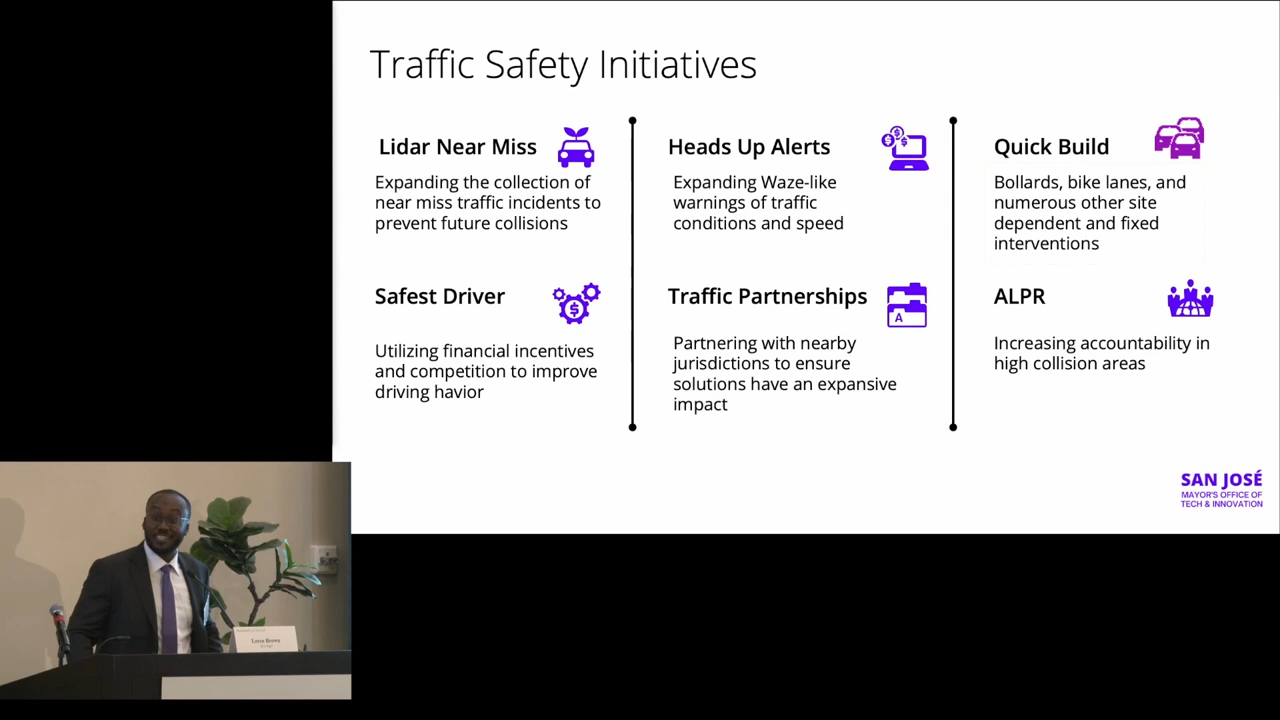 Traffic Safety Initiatives
Lidar Near Miss
Expanding the collection of
near miss traffic incidents to
prevent future collisions
Safest Driver
Utilizing financial incentives
and competition to improve
driving havior
Heads Up Alerts
Expanding Waze-like
warnings of traffic
conditions and speed
Traffic Partnerships
A
Partnering with nearby
jurisdictions to ensure
solutions have an expansive
impact
Quick Build
Bollards, bike lanes, and
numerous other site
dependent and fixed
interventions
ALPR
Increasing accountability in
high collision areas
SAN JOSÉ
MAYOR'S OFFICE OF
TECH & INNOVATION
Brown